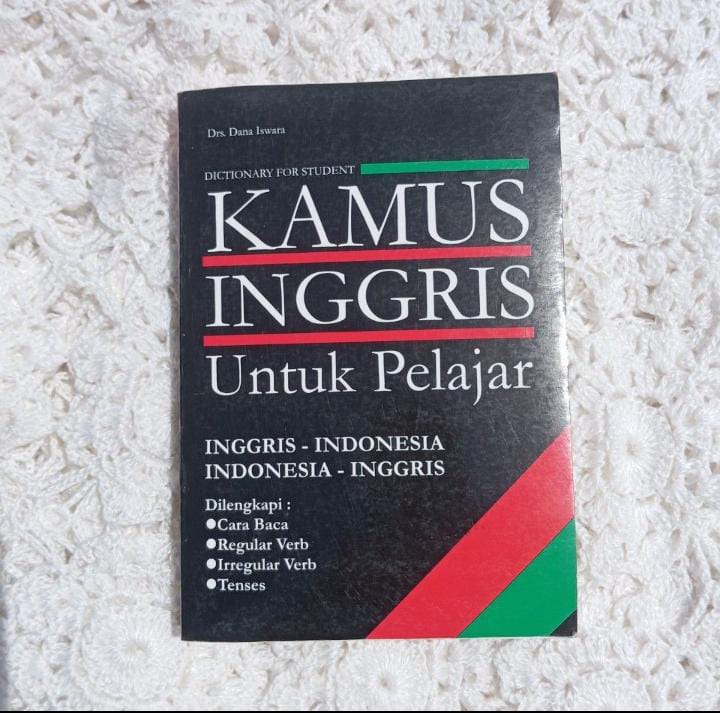 Drs. Dana Iswara
DICTIONARY FOR STUDENT
KAMUS
INGGRIS
Untuk Pelajar
INGGRIS - INDONESIA
INDONESIA - INGGRIS
Dilengkapi :
●Cara Baca
●Regular Verb
●Irregular Verb
●Tenses